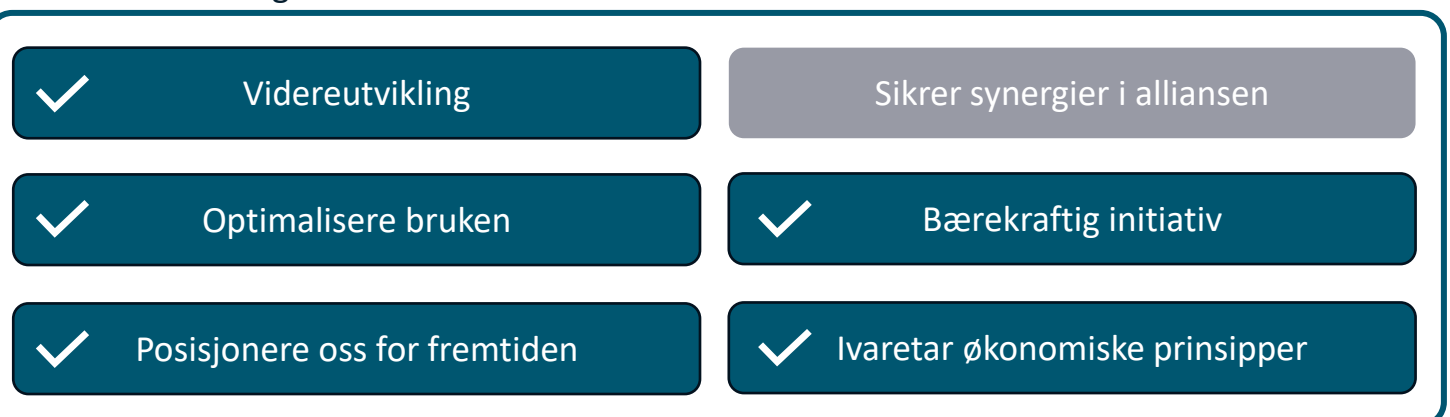 Videreutvikling
Sikrer synergier i alliansen
Optimalisere bruken
Bærekraftig initiativ
Posisjonere oss for fremtiden
Ivaretar økonomiske prinsipper